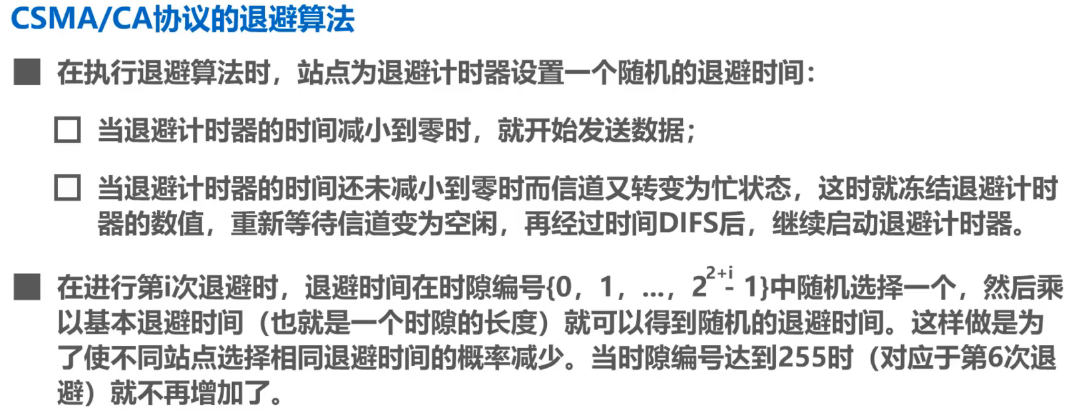 CSMA/CA协议的退避算法
在执行退避算法时，站点为退避计时器设置一个随机的退避时间：
当退避计时器的时间减小到零时，就开始发送数据；
当退避计时器的时间还未减小到零时而信道又转变为忙状态，这时就冻结退避计时
器的数值，重新等待信道变为空闲，再经过时间DIFS后，继续启动退避计时器。
在进行第i次退避时，退避时间在时隙编号{0，1，...，2²⁺ⁱ- 1}中随机选择一个，然后乘
以基本退避时间（也就是一个时隙的长度）就可以得到随机的退避时间。这样做是为
了使不同站点选择相同退避时间的概率减少。当时隙编号达到255时（对应于第6次退
避）就不再增加了。